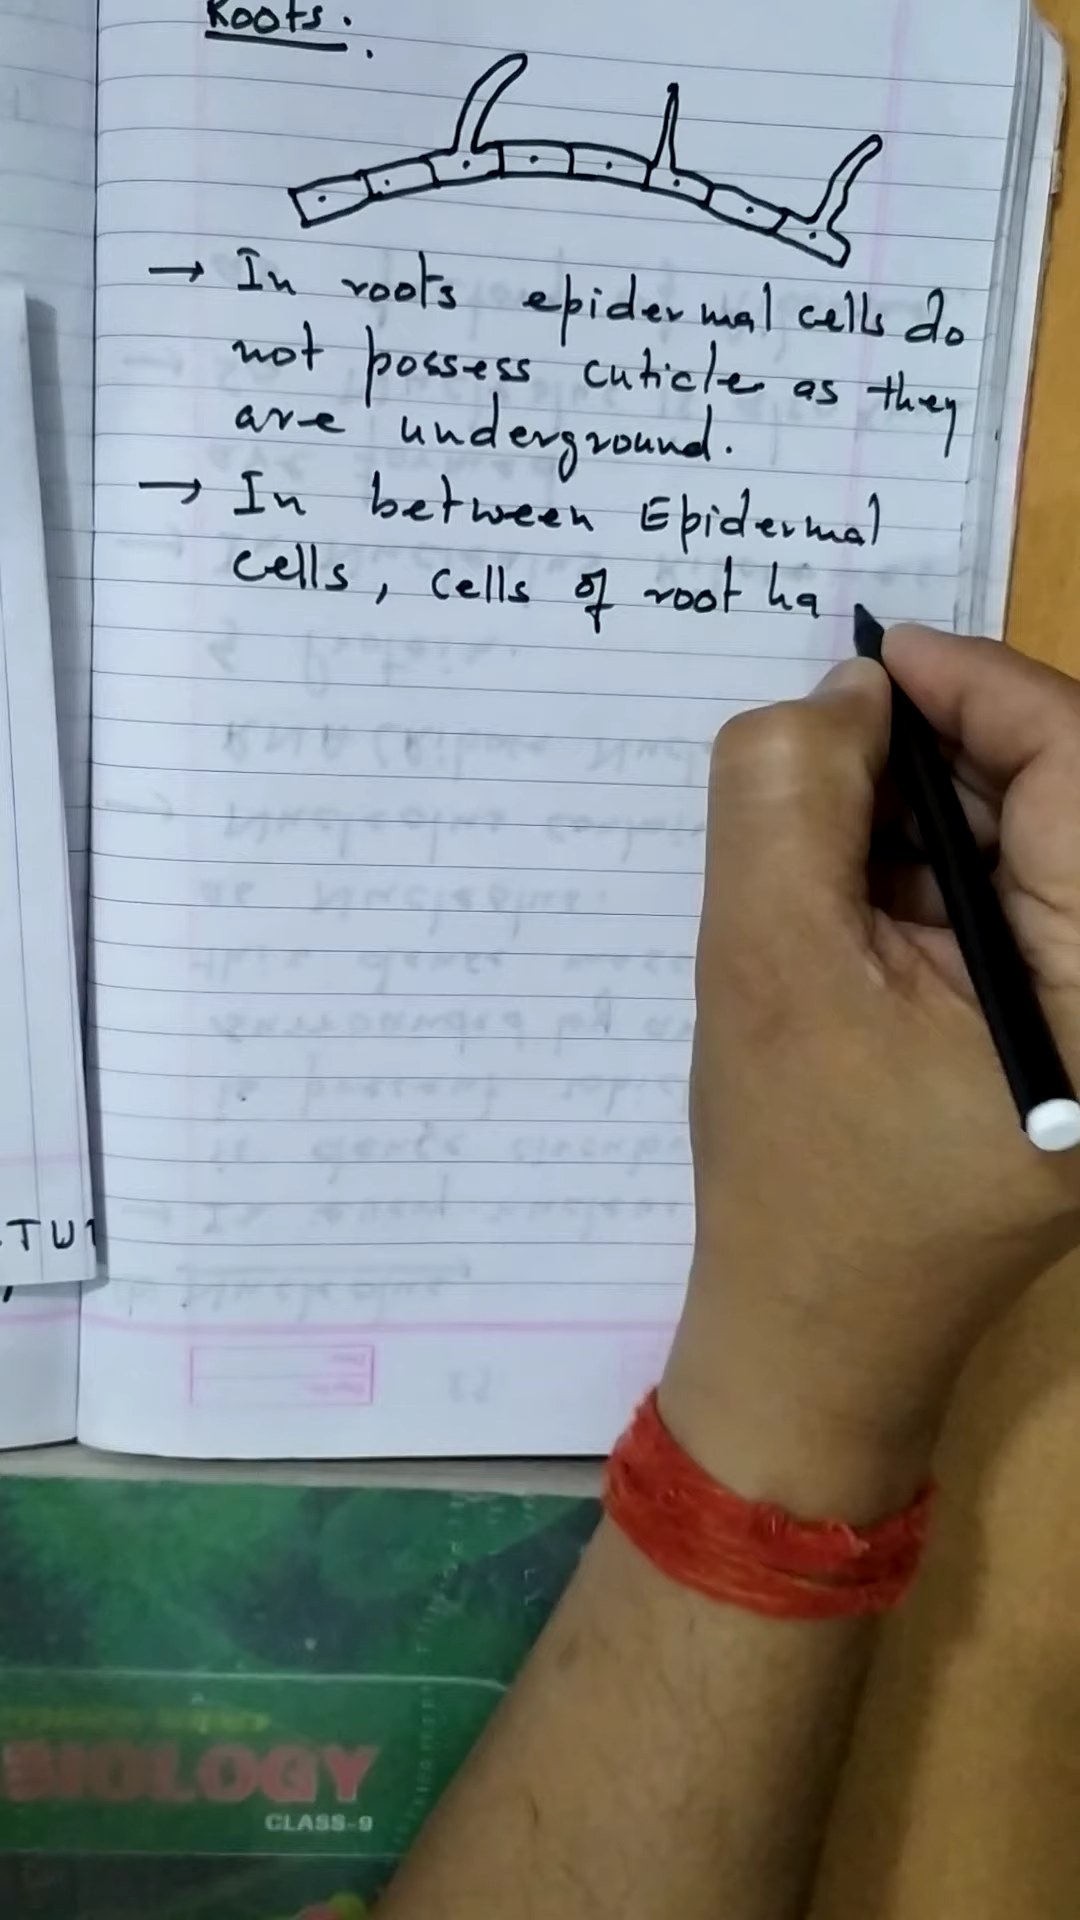 Roots.
→ In roots epidermal cells do
not possess cuticle as they
are underground.
→ In between Epidermal
cells, cells of root ha
TU
BIOLOGY
CLASS-9